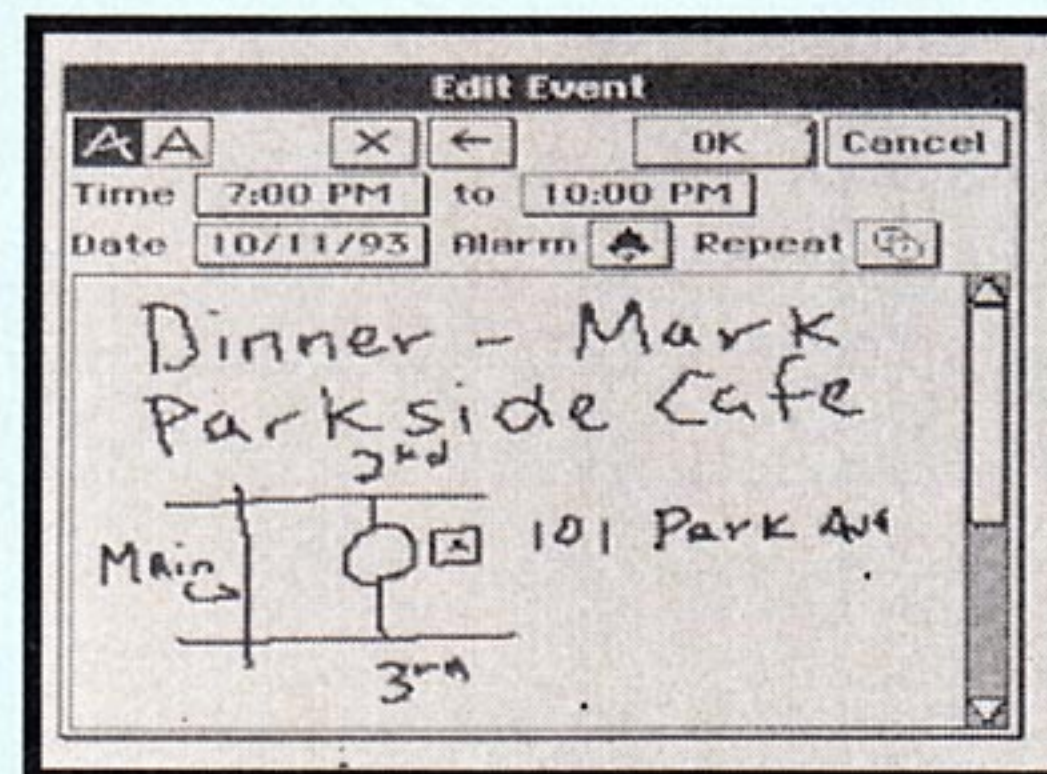 Edit Event
A A × ← OK Cancel
Time 7:00 PM to 10:00 PM
Date 10/11/93 Alarm Repeat
Dinner - Mark
Parkside Cafe
2nd
Main 101 Park Ave
3rd